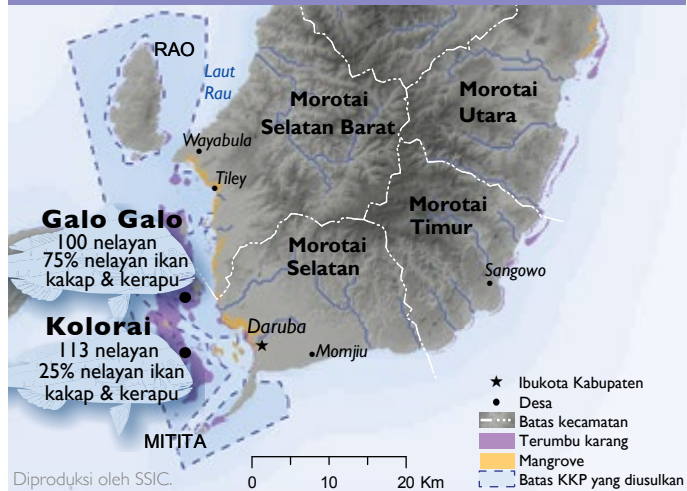 RAO
Laut
Rau
Morotai
Selatan Barat
Morotai
Utara
Wayabula
Tiley
Morotai
Timur
Galo Galo
100 nelayan
75% nelayan ikan
kakap & kerapu
Morotai
Selatan
Sangowo
Kolorai
113 nelayan
25% nelayan ikan
kakap & kerapu
Daruba
Momjiu
MITITA
Ibukota Kabupaten
Desa
Batas kecamatan
Terumbu karang
Mangrove
Batas KKP yang diusulkan
0 10 20 Km
Diproduksi oleh SSIC.